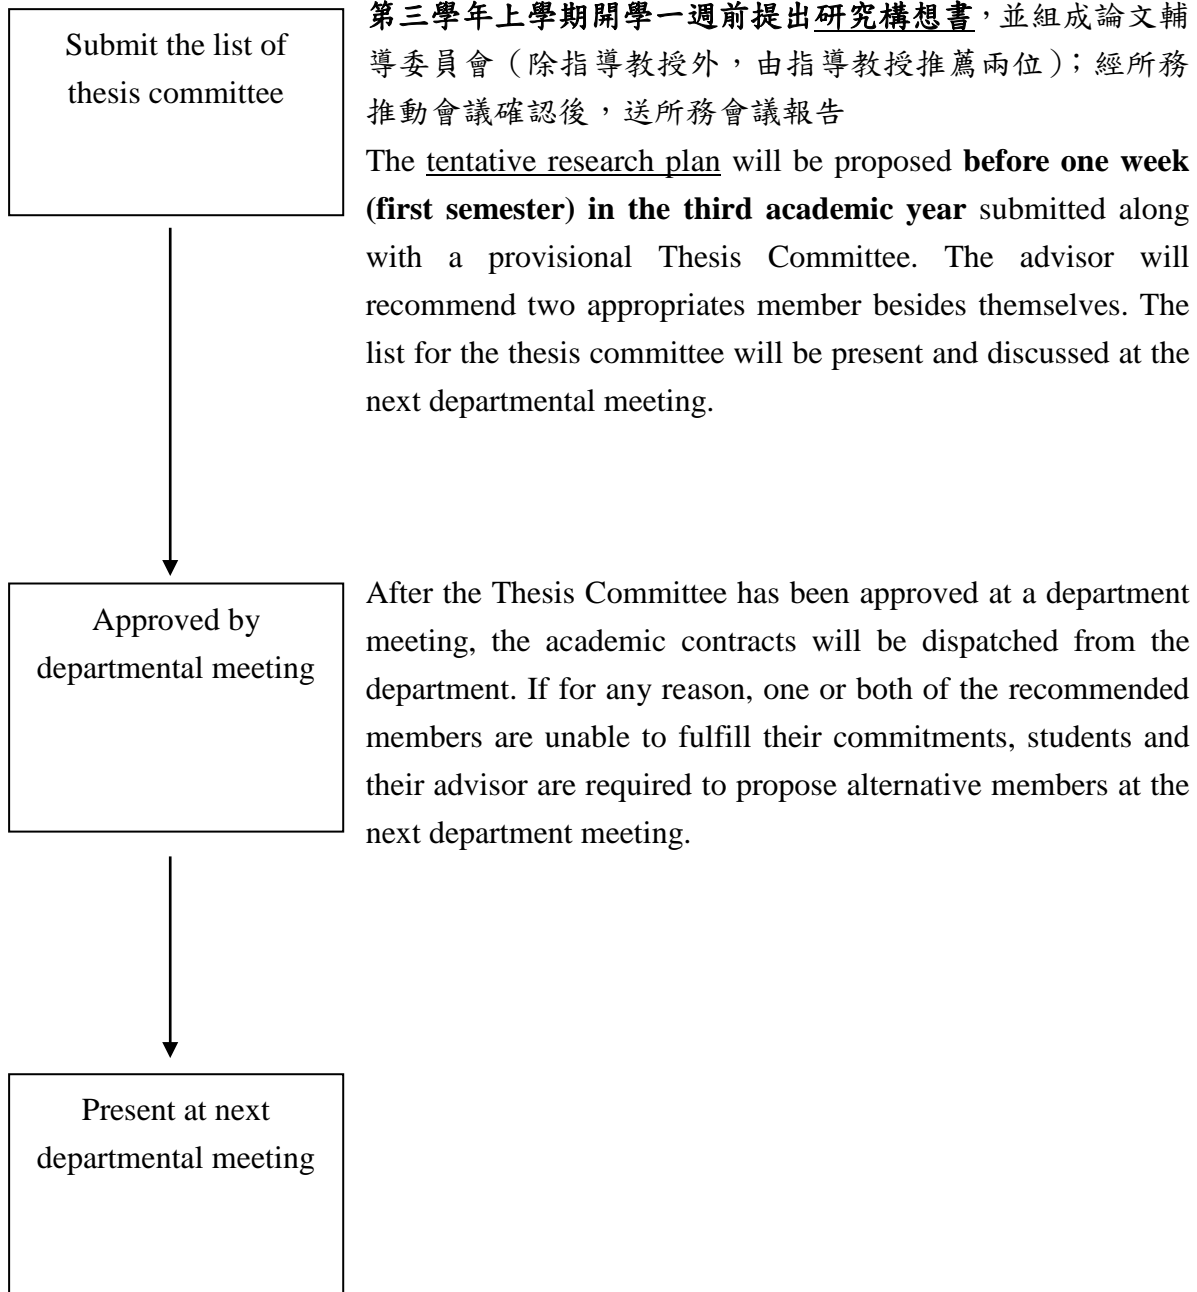 Submit the list of
thesis committee
第三學年上學期開學一週前提出研究構想書，並組成論文輔
導委員會（除指導教授外，由指導教授推薦兩位）；經所務
推動會議確認後，送所務會議報告
The tentative research plan will be proposed before one week
(first semester) in the third academic year submitted along
with a provisional Thesis Committee. The advisor will
recommend two appropriates member besides themselves. The
list for the thesis committee will be present and discussed at the
next departmental meeting.
Approved by
departmental meeting
After the Thesis Committee has been approved at a department
meeting, the academic contracts will be dispatched from the
department. If for any reason, one or both of the recommended
members are unable to fulfill their commitments, students and
their advisor are required to propose alternative members at the
next department meeting.
Present at next
departmental meeting